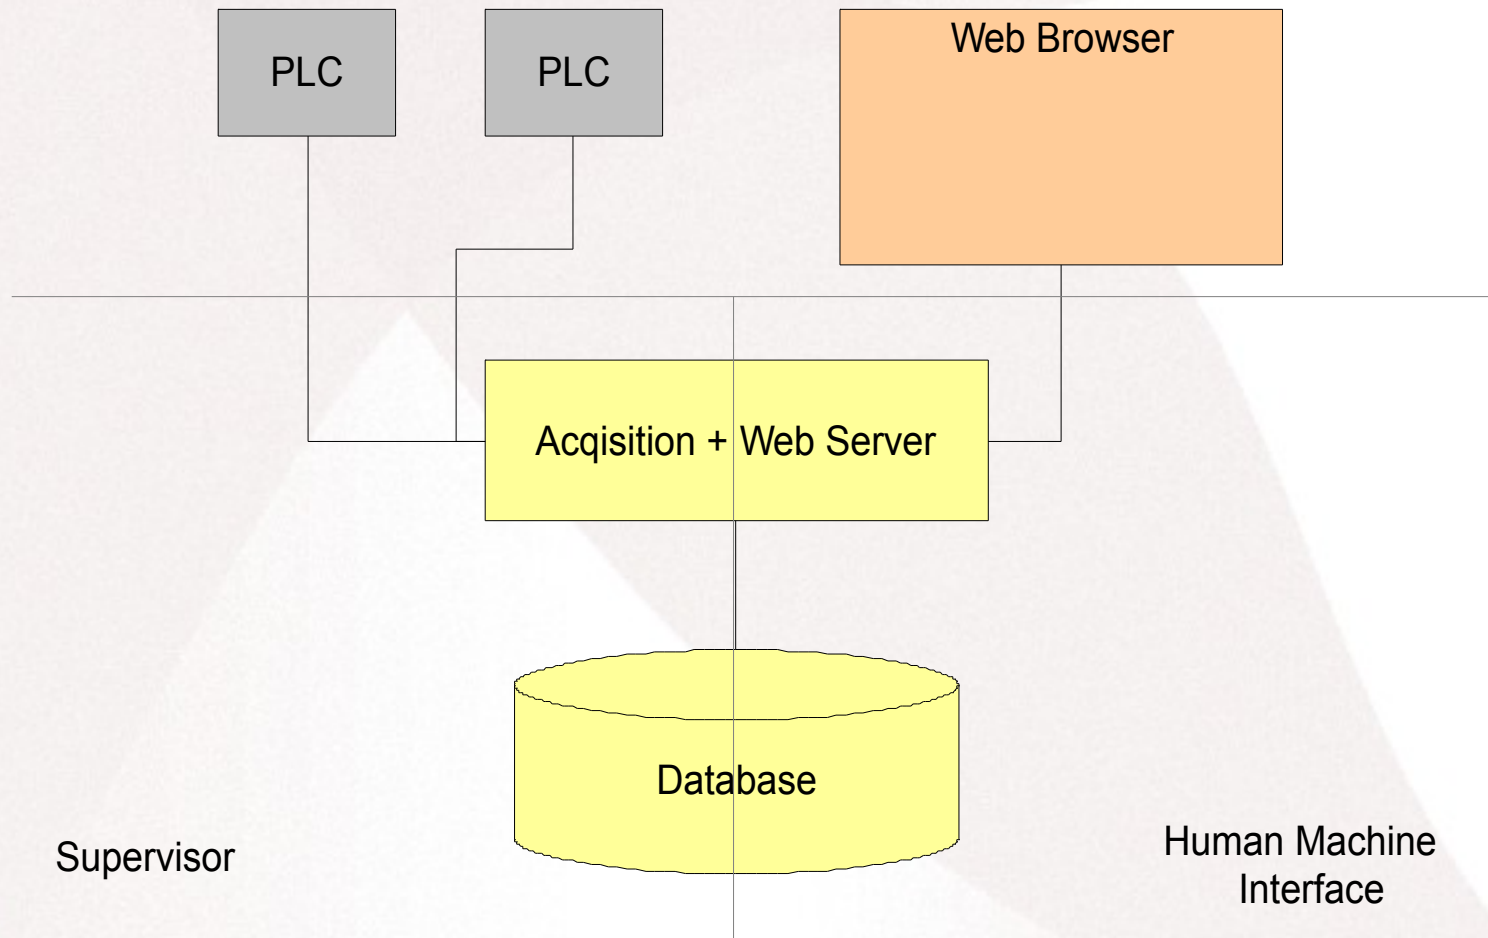 PLC
PLC
Web Browser
Acqisition + Web Server
Database
Supervisor
Human Machine
Interface